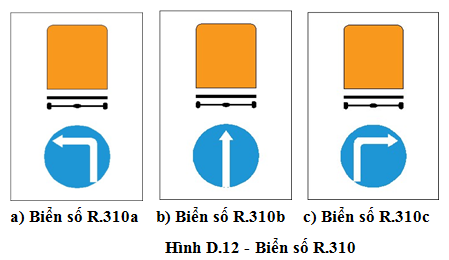 a) Biển số R.310a b) Biển số R.310b c) Biển số R.310c
Hình D.12 - Biển số R.310